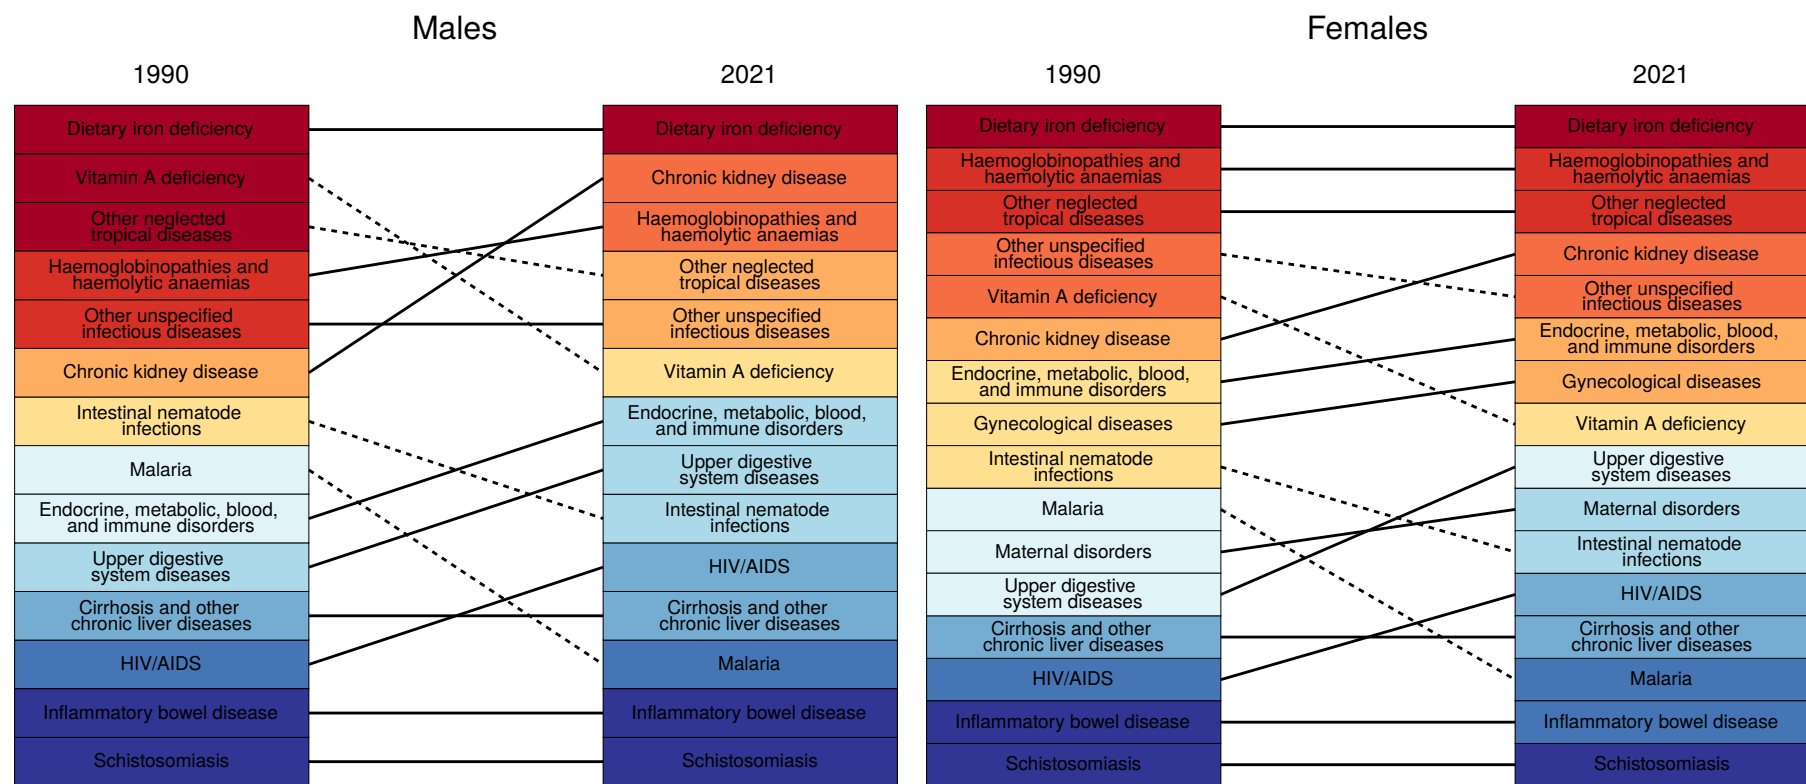 Males
1990
2021
Dietary iron deficiency
Vitamin A deficiency
Other neglected
tropical diseases
Haemoglobinopathies and
haemolytic anaemias
Other unspecified
infectious diseases
Chronic kidney disease
Intestinal nematode
infections
Malaria
Endocrine, metabolic, blood,
and immune disorders
Upper digestive
system diseases
Cirrhosis and other
chronic liver diseases
HIV/AIDS
Inflammatory bowel disease
Schistosomiasis
Dietary iron deficiency
Chronic kidney disease
Haemoglobinopathies and
haemolytic anaemias
Other neglected
tropical diseases
Other unspecified
infectious diseases
Vitamin A deficiency
Endocrine, metabolic, blood,
and immune disorders
Upper digestive
system diseases
Intestinal nematode
infections
HIV/AIDS
Cirrhosis and other
chronic liver diseases
Malaria
Inflammatory bowel disease
Schistosomiasis
Females
1990
2021
Dietary iron deficiency
Haemoglobinopathies and
haemolytic anaemias
Other neglected
tropical diseases
Other unspecified
infectious diseases
Vitamin A deficiency
Chronic kidney disease
Endocrine, metabolic, blood,
and immune disorders
Gynecological diseases
Intestinal nematode
infections
Malaria
Maternal disorders
Upper digestive
system diseases
Cirrhosis and other
chronic liver diseases
HIV/AIDS
Inflammatory bowel disease
Schistosomiasis
Dietary iron deficiency
Haemoglobinopathies and
haemolytic anaemias
Other neglected
tropical diseases
Chronic kidney disease
Other unspecified
infectious diseases
Endocrine, metabolic, blood,
and immune disorders
Gynecological diseases
Vitamin A deficiency
Upper digestive
system diseases
Maternal disorders
Intestinal nematode
infections
HIV/AIDS
Cirrhosis and other
chronic liver diseases
Malaria
Inflammatory bowel disease
Schistosomiasis